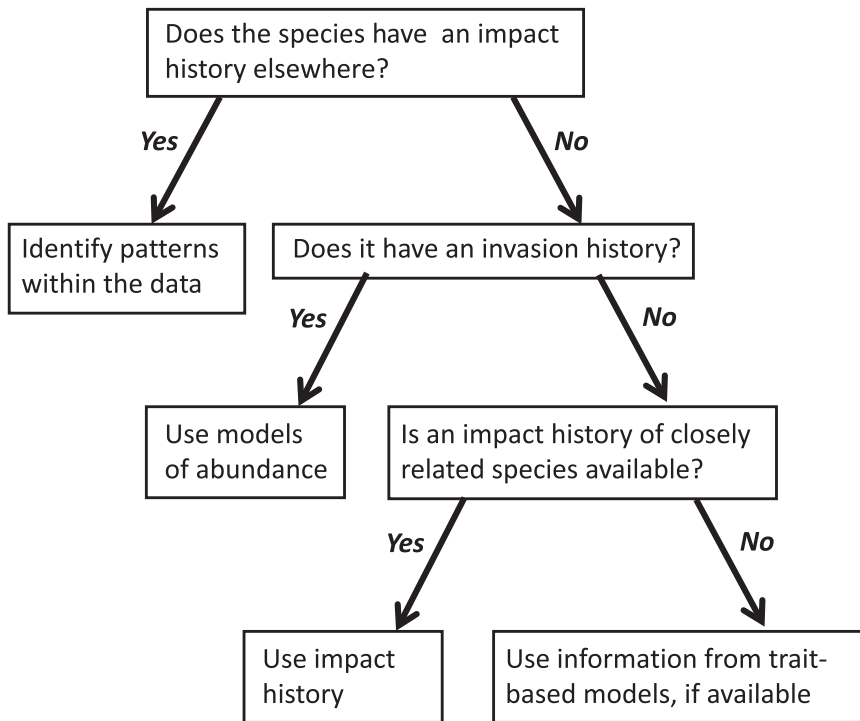 Does the species have an impact
history elsewhere?
Yes
No
Identify patterns
within the data
Does it have an invasion history?
Yes
No
Use models
of abundance
Is an impact history of closely
related species available?
Yes
No
Use impact
history
Use information from trait-
based models, if available